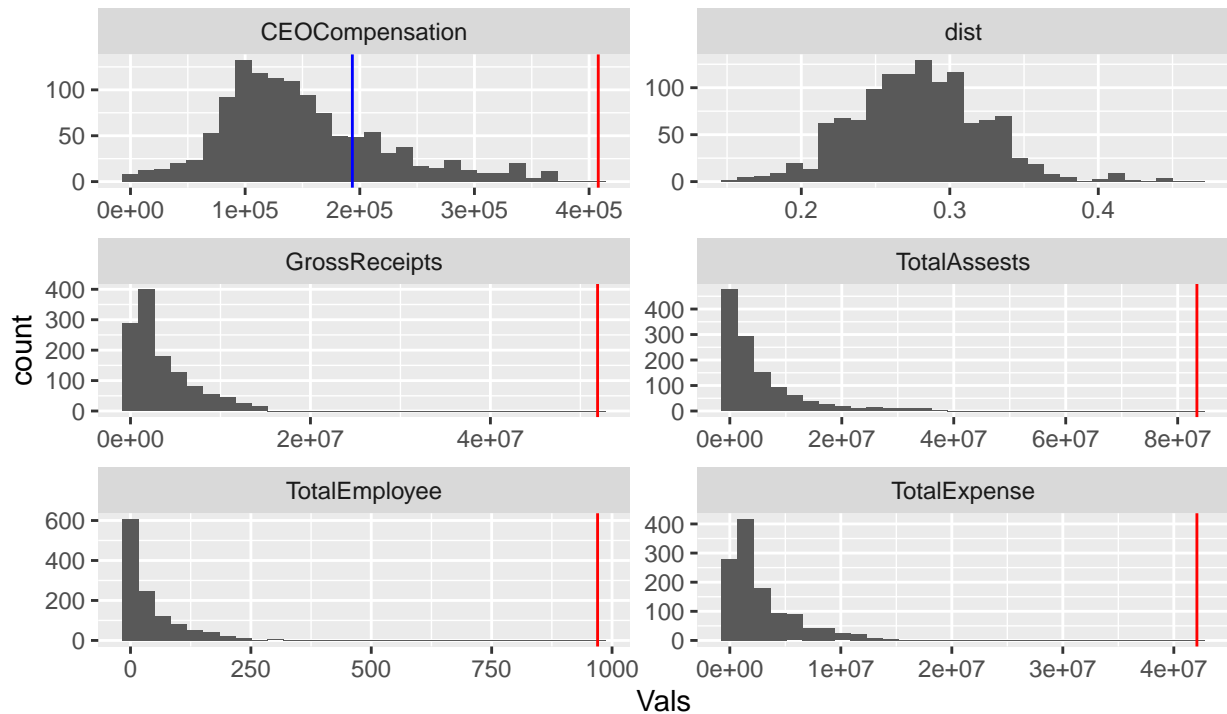 CEOCompensation
100
50
0
0e+00 1e+05 2e+05 3e+05 4e+05
dist
100
50
0
0.2 0.3 0.4
GrossReceipts
400
300
200
100
0
0e+00 2e+07 4e+07
TotalAssests
400
300
200
100
0
0e+00 2e+07 4e+07 6e+07 8e+07
TotalEmployee
600
400
200
0
0 250 500 750 1000
TotalExpense
400
300
200
100
0
0e+00 1e+07 2e+07 3e+07 4e+07
count
Vals